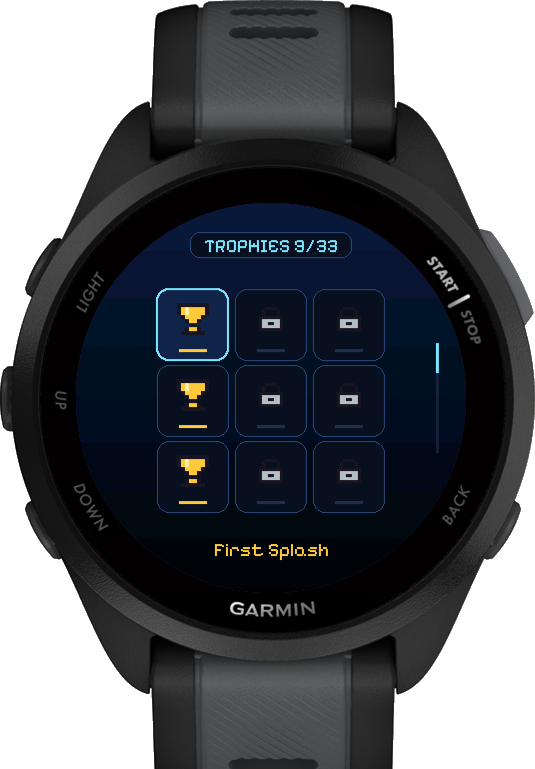 TROPHIES 9/33
START
STOP
LIGHT
UP
DOWN
BACK
First Splash
GARMIN